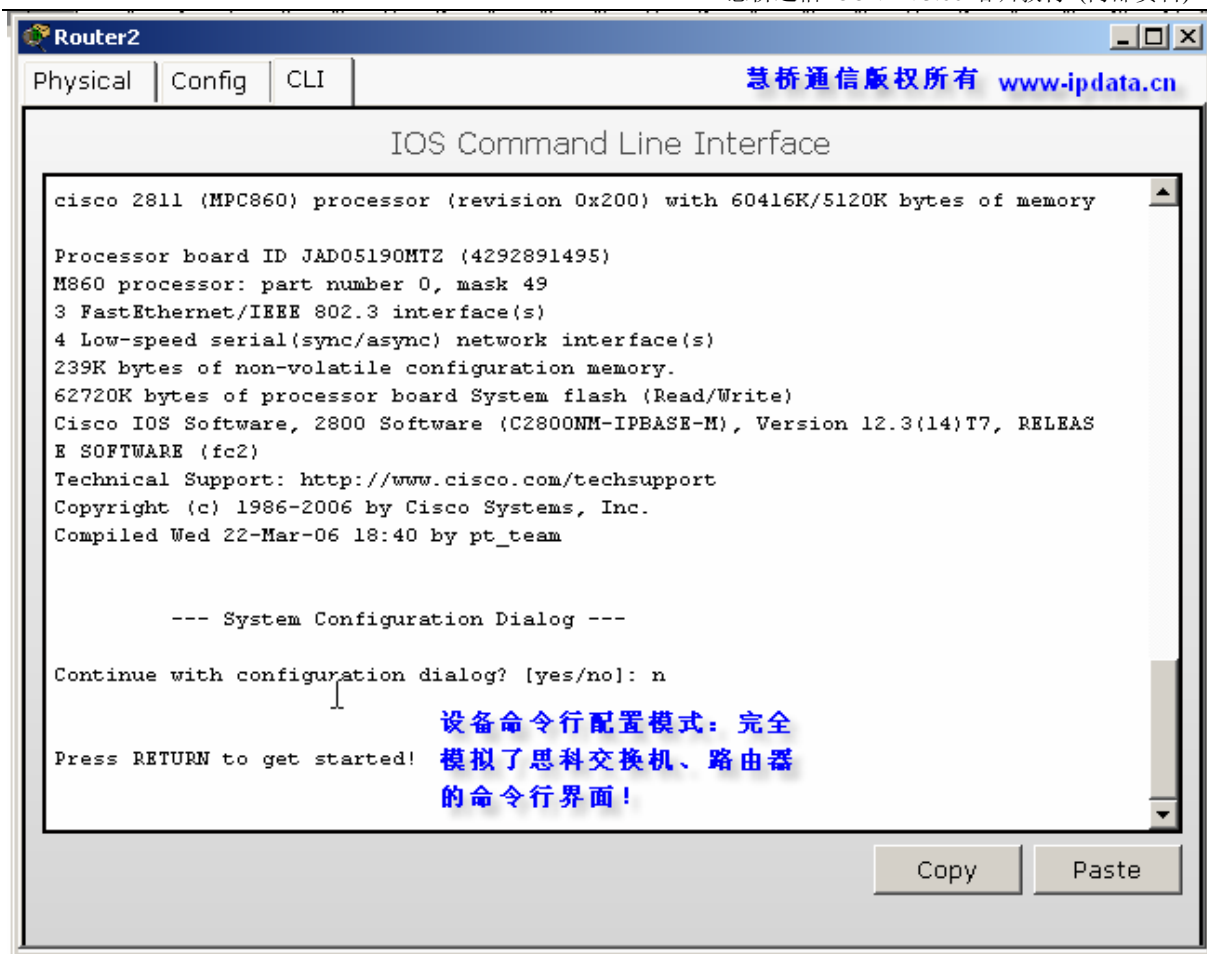 Router2
Physical Config CLI
慧桥通信版权所有 www-ipdata.cn
IOS Command Line Interface
cisco 2811 (MPC860) processor (revision 0x200) with 60416K/5120K bytes of memory
Processor board ID JAD05190MTZ (4292891495)
M860 processor: part number 0, mask 49
3 FastEthernet/IEEE 802.3 interface(s)
4 Low-speed serial(sync/async) network interface(s)
239K bytes of non-volatile configuration memory.
62720K bytes of processor board System flash (Read/Write)
Cisco IOS Software, 2800 Software (C2800NM-IPBASE-M), Version 12.3(14)T7, RELEAS
E SOFTWARE (fc2)
Technical Support: http://www.cisco.com/techsupport
Copyright (c) 1986-2006 by Cisco Systems, Inc.
Compiled Wed 22-Mar-06 18:40 by pt_team
--- System Configuration Dialog ---
Continue with configuration dialog? [yes/no]: n
Press RETURN to get started!
设备命令行配置模式：完全
模拟了思科交换机、路由器
的命令行界面！
Copy Paste